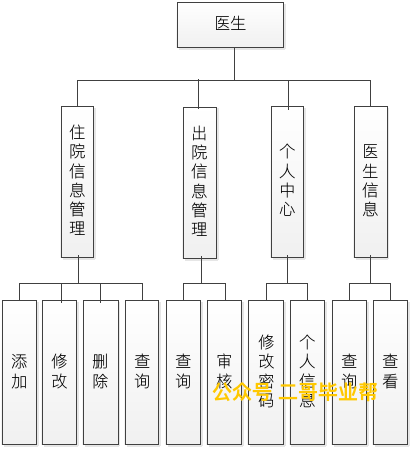 医生
住院信息管理
出院信息管理
个人中心
医生信息
添加
修改
删除
查询
查询
审核
修改密码
个人信息
查询
查看
公众号 二哥毕业帮